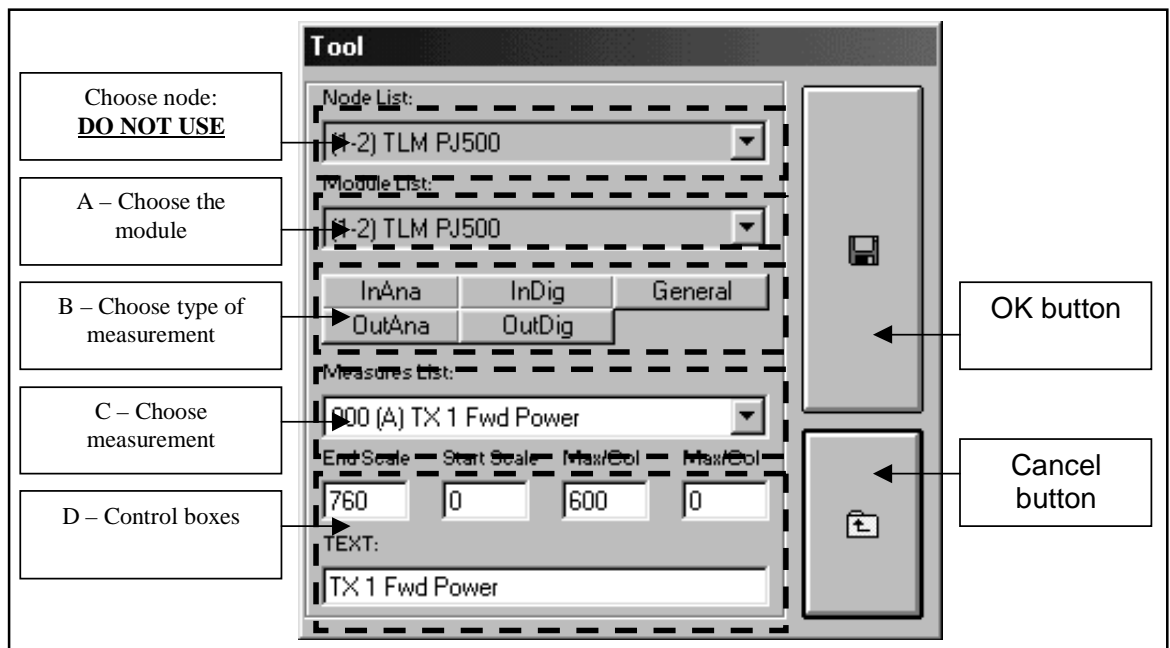 Tool
Choose node:
DO NOT USE
Node List:
(1-2) TLM PJ500
A – Choose the
module
Module List:
(1-2) TLM PJ500
B – Choose type of
measurement
InAna InDig General
OutAna OutDig
OK button
C – Choose
measurement
Measures List:
000 (A) TX 1 Fwd Power
Cancel
button
D – Control boxes
End Scale Start Scale Max/Col Max/Col
760 0 600 0
TEXT:
TX 1 Fwd Power